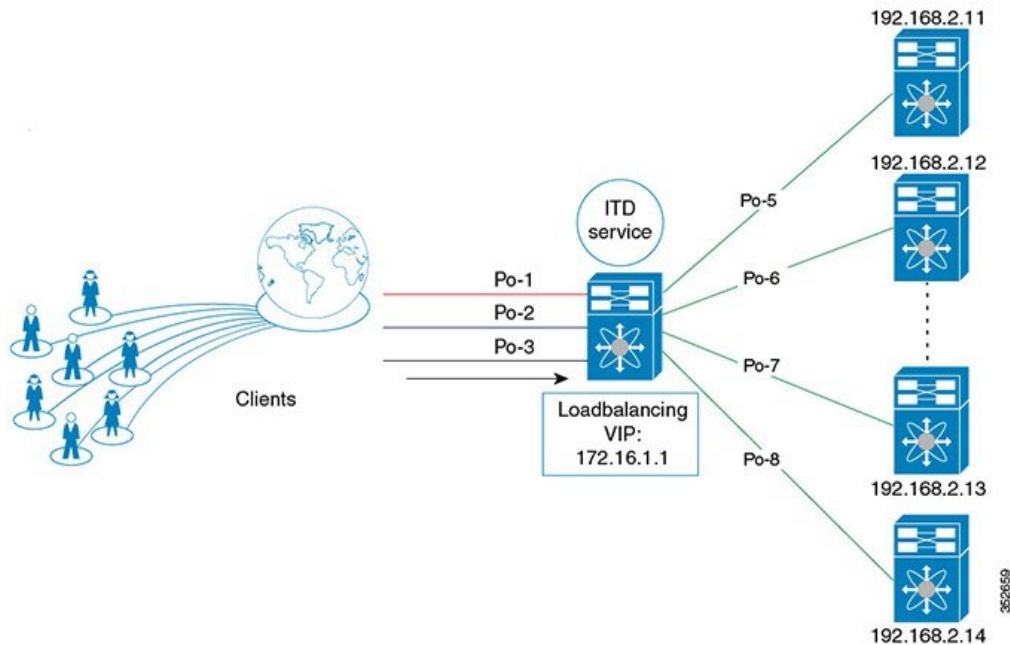 192.168.2.11
192.168.2.12
Po-5
ITD
service
Po-6
Po-1
Po-2
Po-3
Po-7
Clients
Loadbalancing
VIP:
172.16.1.1
Po-8
192.168.2.13
192.168.2.14
352659